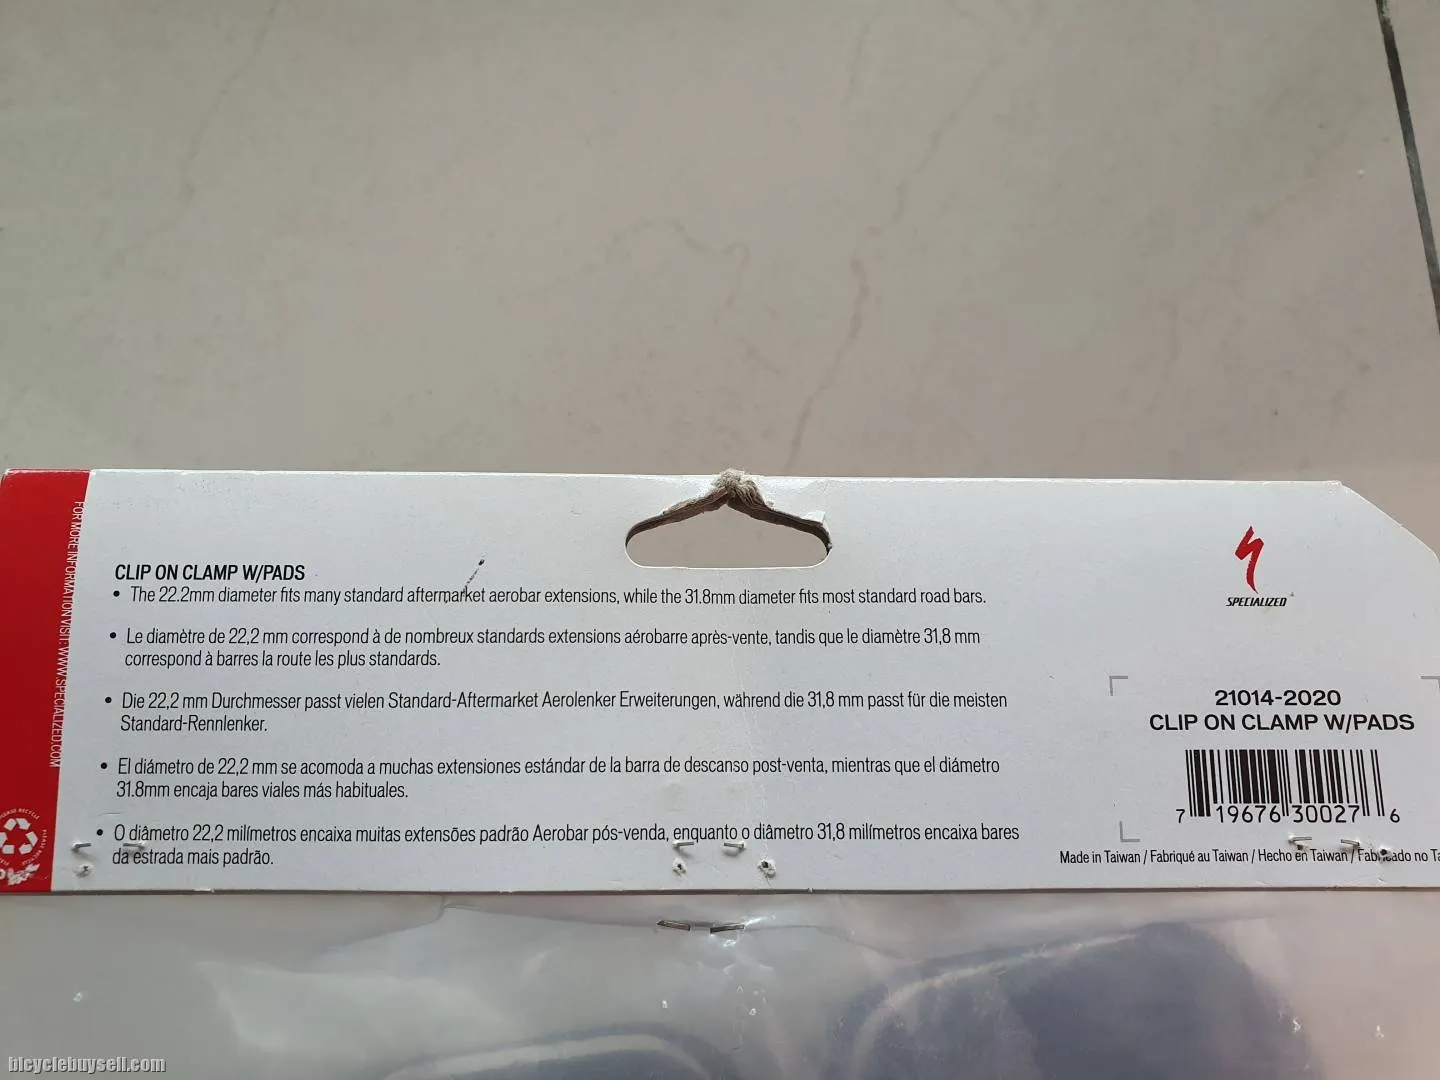 CLIP ON CLAMP W/PADS
• The 22.2mm diameter fits many standard aftermarket aerobar extensions, while the 31.8mm diameter fits most standard road bars.
• Le diamètre de 22,2 mm correspond à de nombreux standards extensions aérobarre après-vente, tandis que le diamètre 31,8 mm
correspond à barres la route les plus standards.
• Die 22,2 mm Durchmesser passt vielen Standard-Aftermarket Aerolenker Erweiterungen, während die 31,8 mm passt für die meisten
Standard-Rennlenker.
• El diámetro de 22,2 mm se acomoda a muchas extensiones estándar de la barra de descanso post-venta, mientras que el diámetro
31.8mm encaja bares viales más habituales.
• O diâmetro 22,2 milímetros encaixa muitas extensões padrão Aerobar pós-venda, enquanto o diâmetro 31,8 milímetros encaixa bares
da estrada mais padrão.
FOR MORE INFORMATION VISIT: WWW.SPECIALIZED.COM
PLEASE RECYCLE
SPECIALIZED
21014-2020
CLIP ON CLAMP W/PADS
7 19676 30027 6
Made in Taiwan / Fabriqué au Taiwan / Hecho en Taiwan / Fabricado no Ta
bicyclebuysell.com